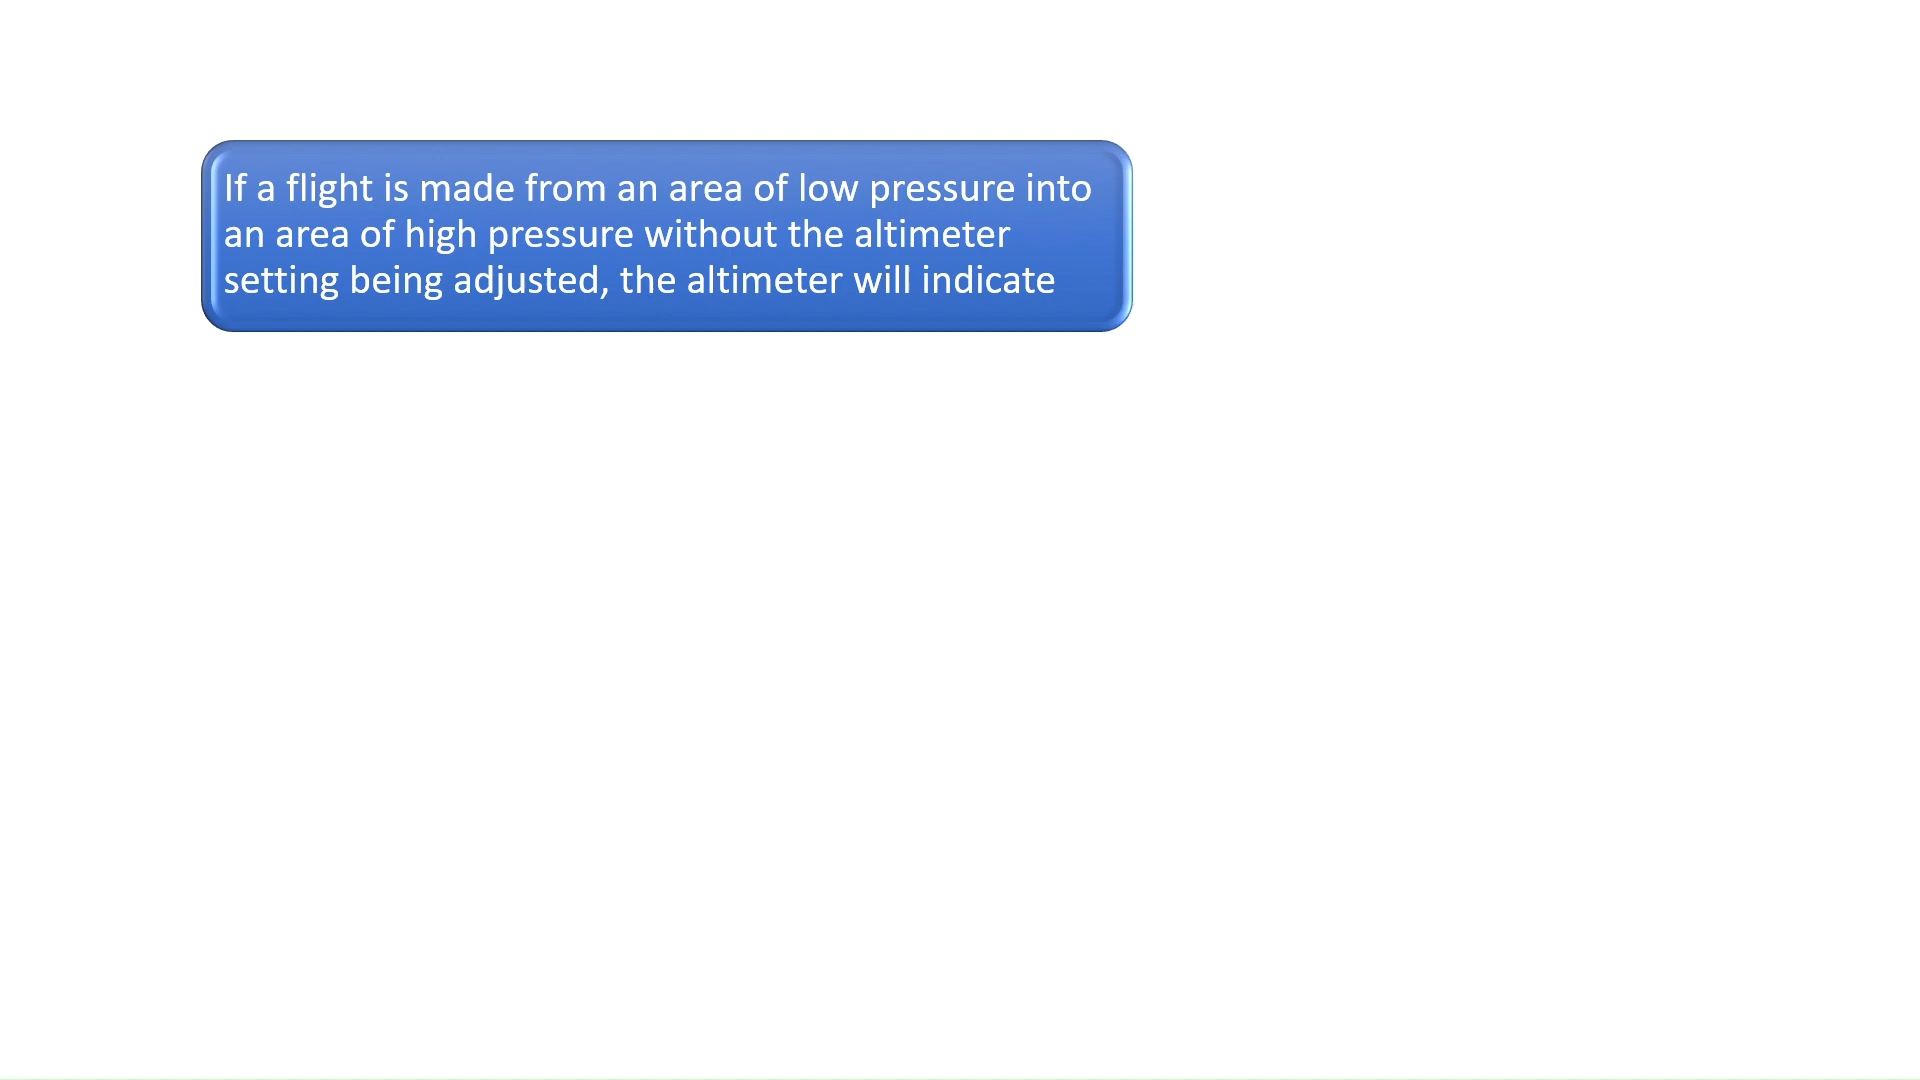 If a flight is made from an area of low pressure into
an area of high pressure without the altimeter
setting being adjusted, the altimeter will indicate